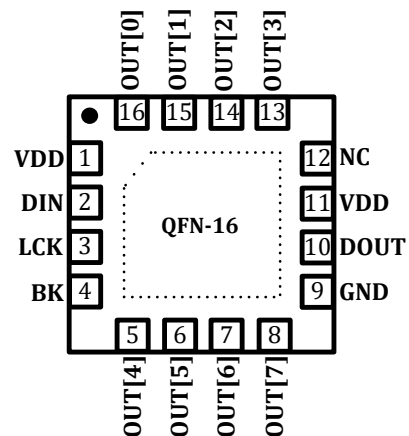 OUT[0] OUT[1] OUT[2] OUT[3]
16 15 14 13
VDD 1 12 NC
DIN 2 11 VDD
QFN-16
LCK 3 10 DOUT
BK 4 9 GND
5 6 7 8
OUT[4] OUT[5] OUT[6] OUT[7]